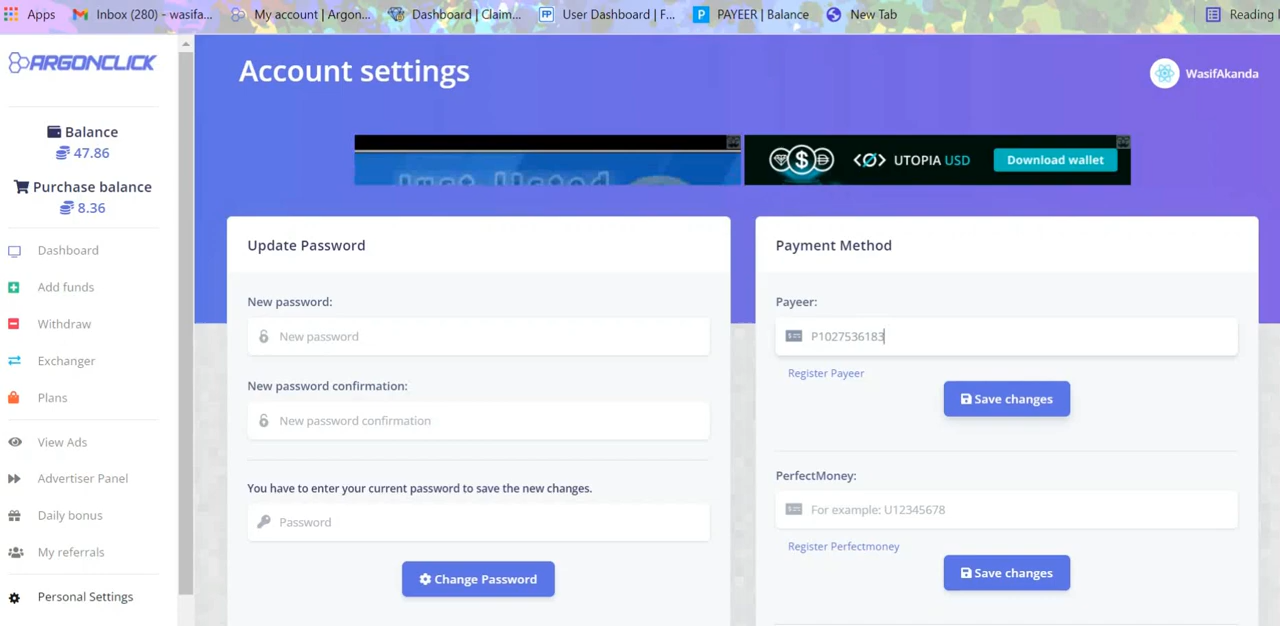 Apps
Inbox (280) - wasifa...
My account | Argon...
Dashboard | Claim...
User Dashboard | F...
PAYEER | Balance
New Tab
Reading
ARGONCLICK
Balance
47.86
Purchase balance
8.36
Dashboard
Add funds
Withdraw
Exchanger
Plans
View Ads
Advertiser Panel
Daily bonus
My referrals
Personal Settings
Account settings
WasifAkanda
Just listed
UTOPIA USD
Download wallet
Update Password
New password:
New password
New password confirmation:
New password confirmation
You have to enter your current password to save the new changes.
Password
Change Password
Payment Method
Payeer:
P1027536183
Register Payeer
Save changes
PerfectMoney:
For example: U12345678
Register Perfectmoney
Save changes